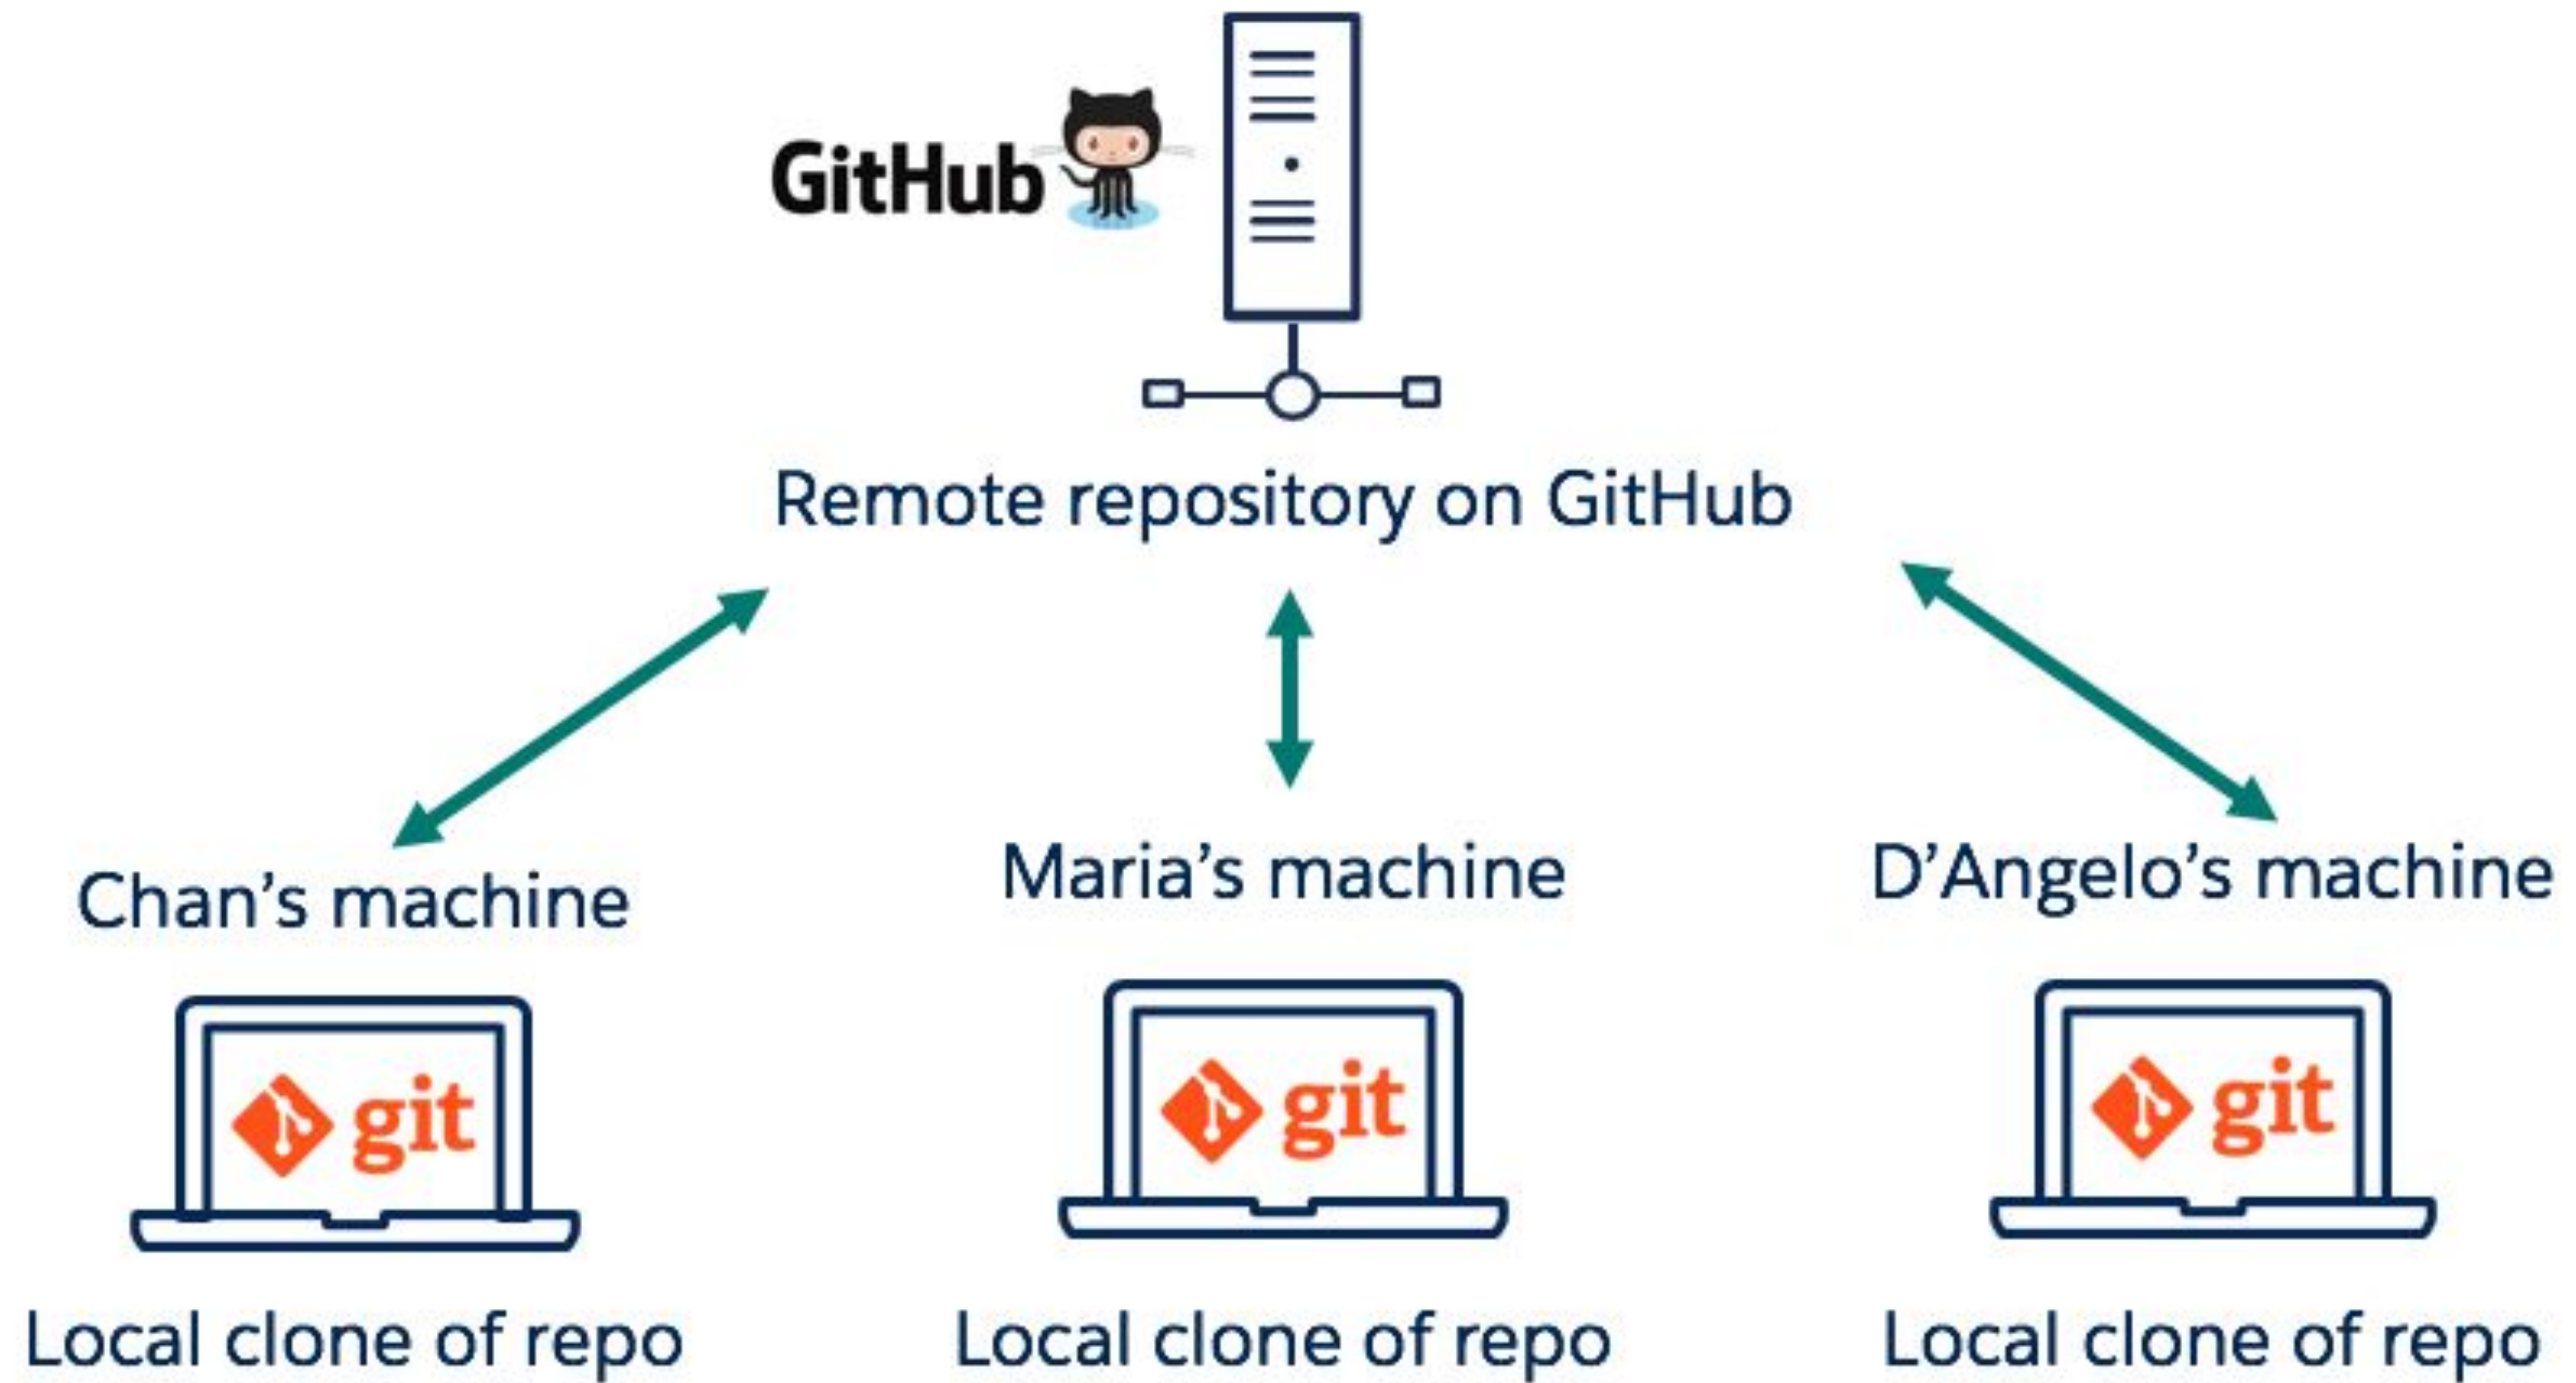 GitHub
Remote repository on GitHub
Chan’s machine
Maria’s machine
D’Angelo’s machine
git
git
git
Local clone of repo
Local clone of repo
Local clone of repo